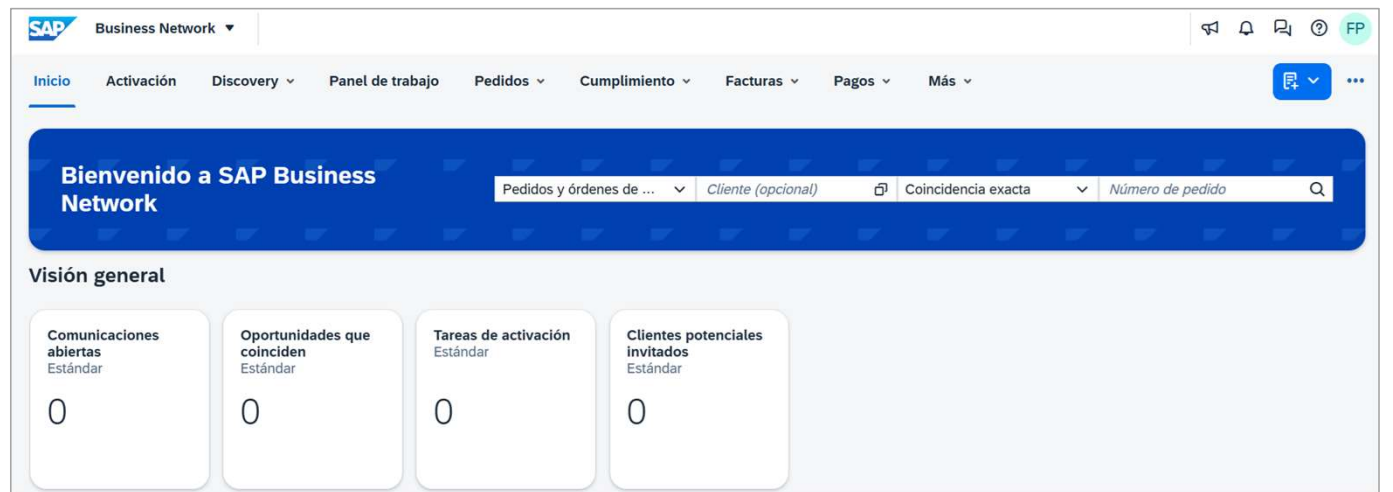 SAP Business Network
FP
Inicio Activación Discovery Panel de trabajo Pedidos Cumplimiento Facturas Pagos Más
Bienvenido a SAP Business
Network
Pedidos y órdenes de ... Cliente (opcional) Coincidencia exacta Número de pedido
Visión general
Comunicaciones
abiertas
Estándar
0
Oportunidades que
coinciden
Estándar
0
Tareas de activación
Estándar
0
Clientes potenciales
invitados
Estándar
0